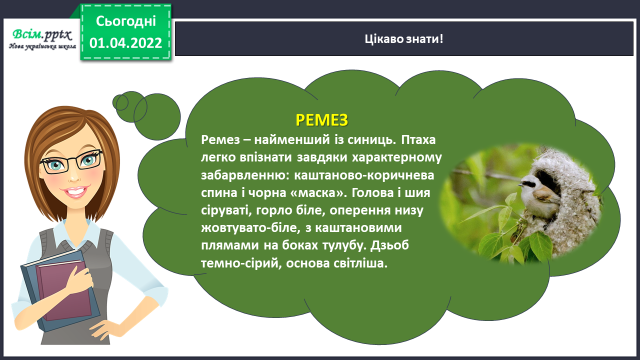 Всім.pptx
Нова українська школа
Сьогодні
01.04.2022
Цікаво знати!
РЕМЕЗ
Ремез – найменший із синиць. Птаха
легко впізнати завдяки характерному
забарвленню: каштаново-коричнева
спина і чорна «маска». Голова і шия
сіруваті, горло біле, оперення низу
жовтувато-біле, з каштановими
плямами на боках тулубу. Дзьоб
темно-сірий, основа світліша.